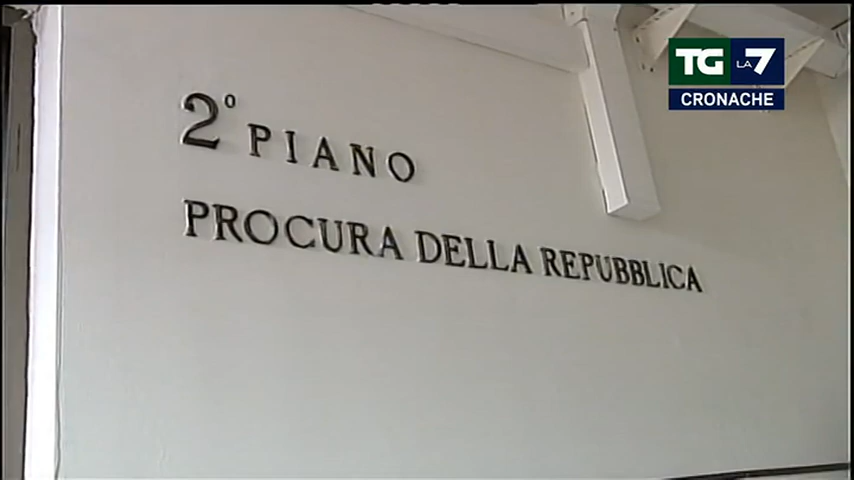 TG LA 7
CRONACHE
2° PIANO
PROCURA DELLA REPUBBLICA